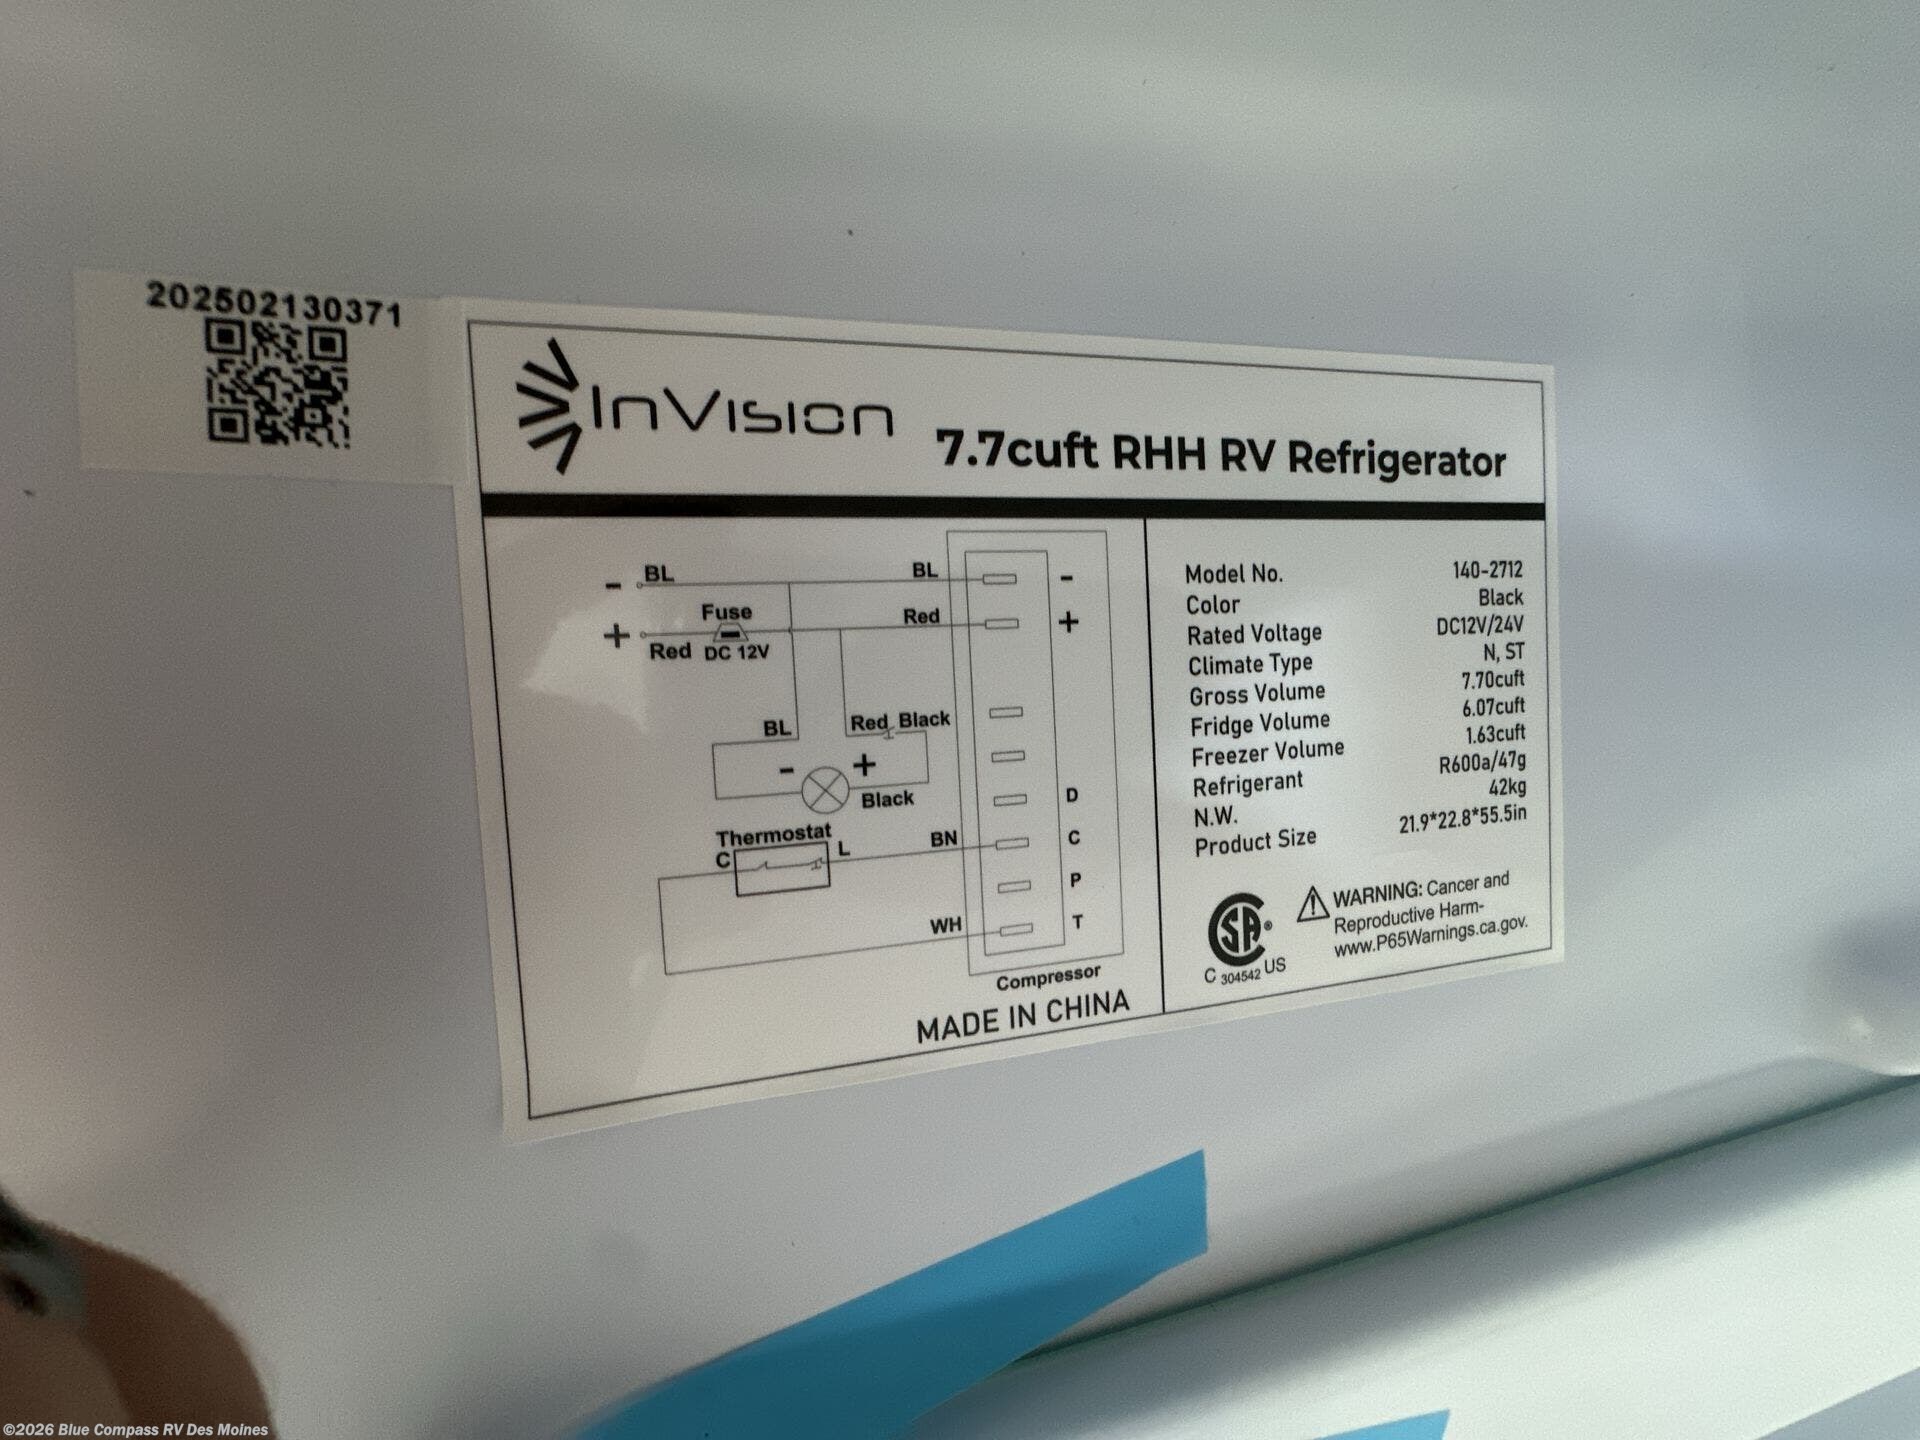 202502130371
InVision
7.7cuft RHH RV Refrigerator
- BL BL -
Fuse
+ Red DC 12V Red +
BL Red Black
- +
Black
D
Thermostat
C L BN C
P
WH T
Compressor
MADE IN CHINA
Model No. 140-2712
Color Black
Rated Voltage DC12V/24V
Climate Type N, ST
Gross Volume 7.70cuft
Fridge Volume 6.07cuft
Freezer Volume 1.63cuft
Refrigerant R600a/47g
N.W. 42kg
Product Size 21.9*22.8*55.5in
CSA®
C 304542 US
WARNING: Cancer and
Reproductive Harm-
www.P65Warnings.ca.gov.
©2026 Blue Compass RV Des Moines